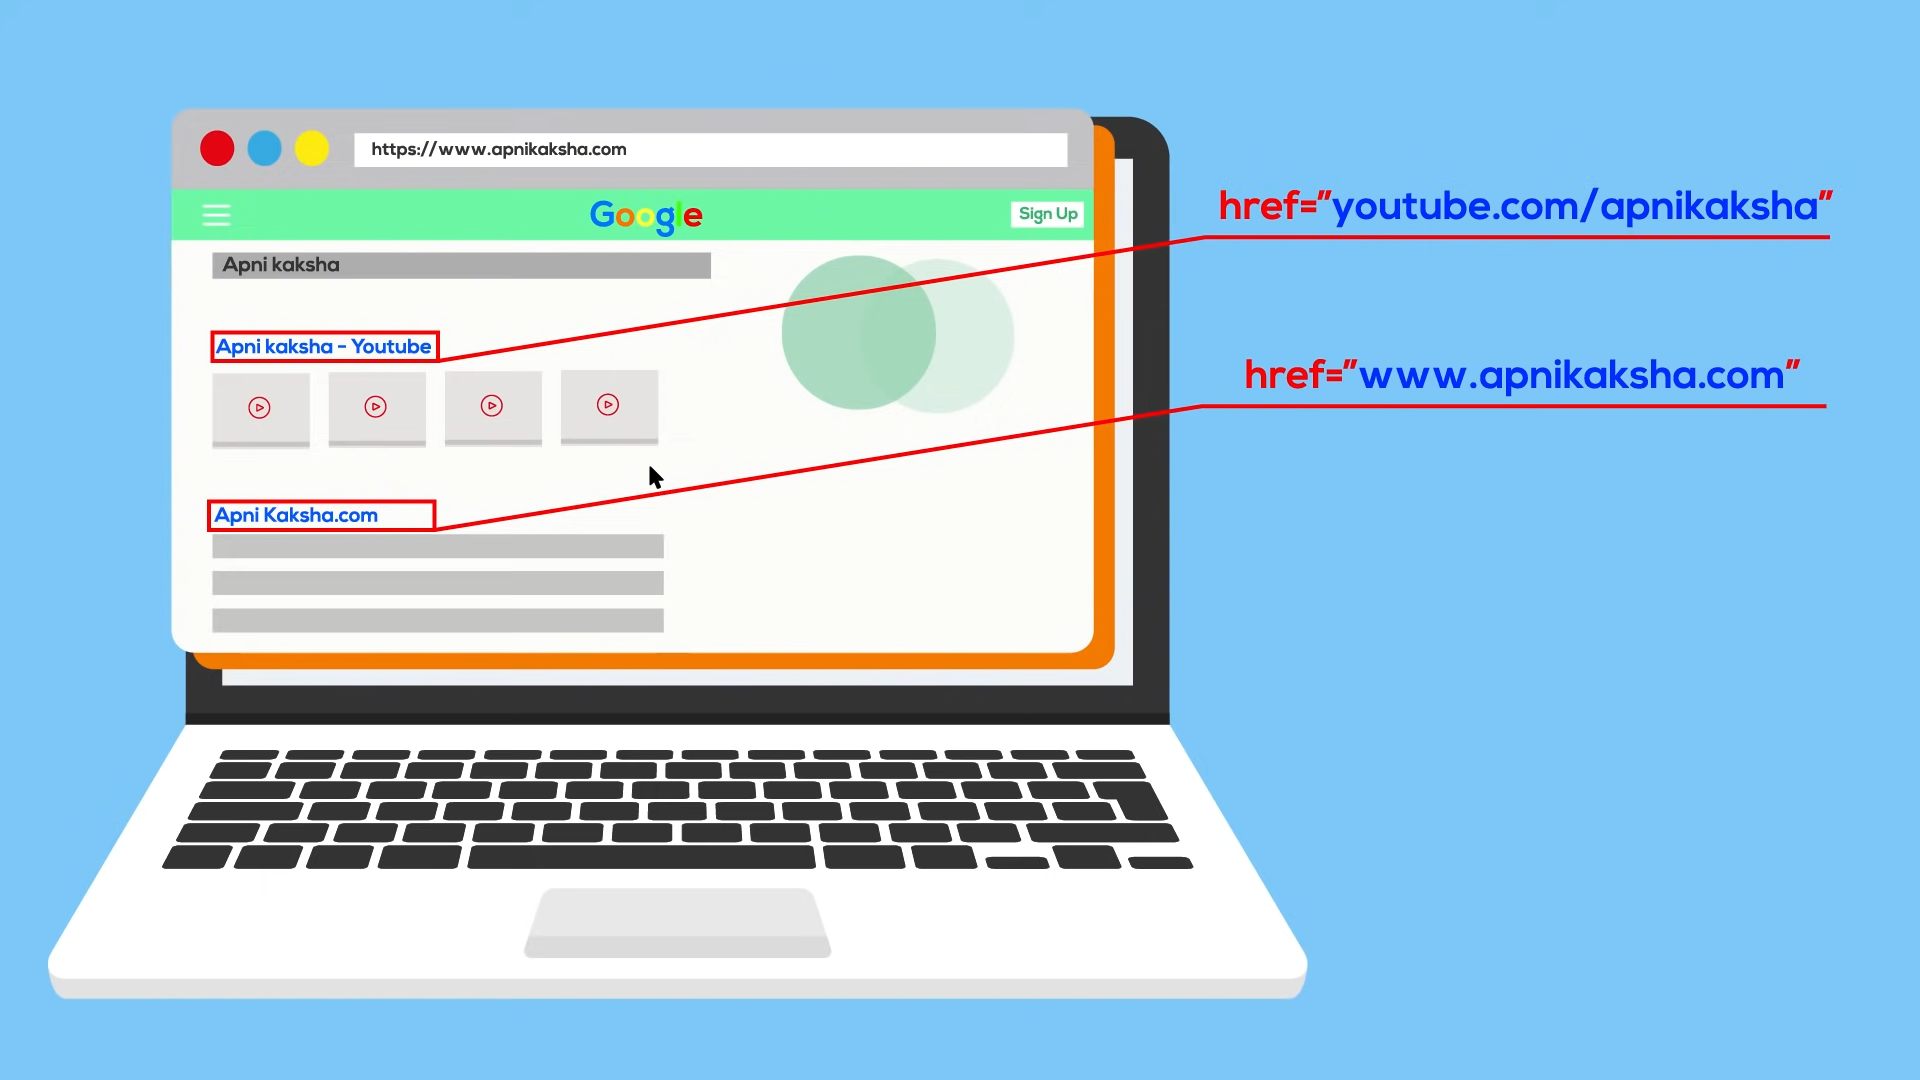 https://www.apnikaksha.com
Google
Sign Up
Apni kaksha
href="youtube.com/apnikaksha"
Apni kaksha - Youtube
href="www.apnikaksha.com"
Apni Kaksha.com